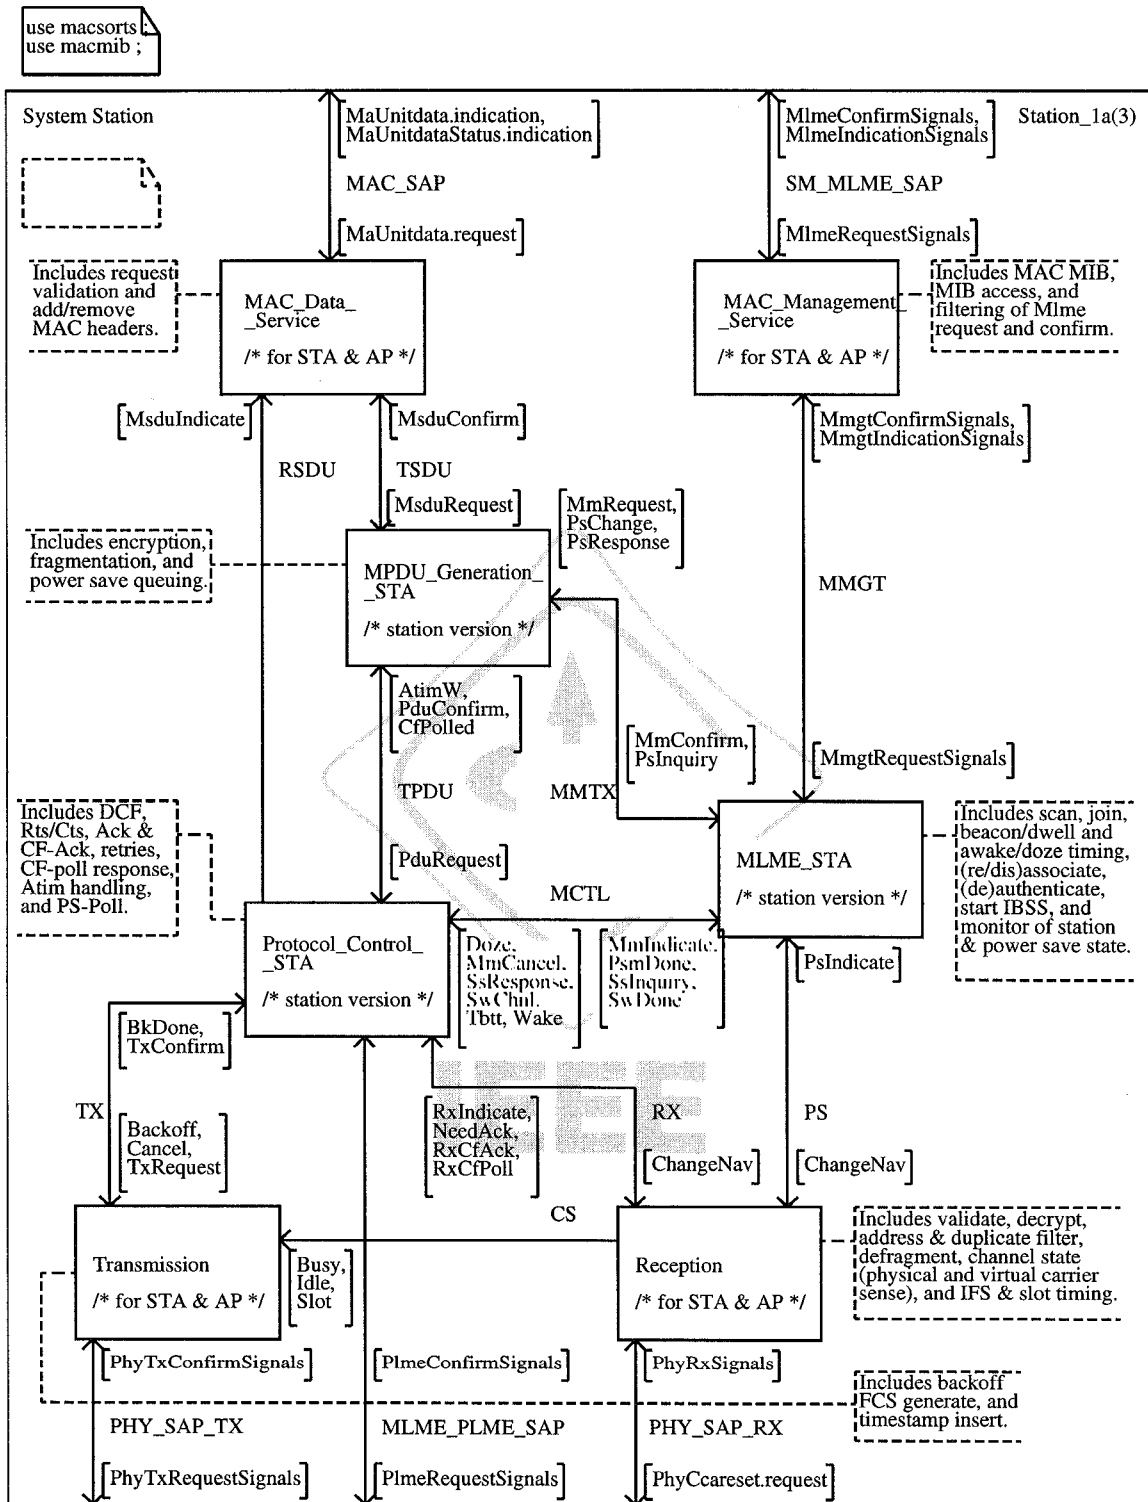 use macsorts ;
use macmib ;
System Station
MaUnitdata.indication,
MaUnitdataStatus.indication
MlmeConfirmSignals,
MlmeIndicationSignals
Station_1a(3)
MAC_SAP
SM_MLME_SAP
MaUnitdata.request
MlmeRequestSignals
Includes request
validation and
add/remove
MAC headers.
MAC_Data_
_Service
/* for STA & AP */
MAC_Management_
_Service
/* for STA & AP */
Includes MAC MIB,
MIB access, and
filtering of Mlme
request and confirm.
MsduIndicate
MsduConfirm
MmgtConfirmSignals,
MmgtIndicationSignals
RSDU
TSDU
MsduRequest
MmRequest,
PsChange,
PsResponse
Includes encryption,
fragmentation, and
power save queuing.
MPDU_Generation_
_STA
/* station version */
MMGT
AtimW,
PduConfirm,
CfPolled
MmConfirm,
PsInquiry
MmgtRequestSignals
TPDU
MMTX
Includes DCF,
Rts/Cts, Ack &
CF-Ack, retries,
CF-poll response,
Atim handling,
and PS-Poll.
PduRequest
MLME_STA
/* station version */
Includes scan, join,
beacon/dwell and
awake/doze timing,
(re/dis)associate,
(de)authenticate,
start IBSS, and
monitor of station
& power save state.
MCTL
Protocol_Control_
_STA
/* station version */
Doze,
MmCancel,
SsResponse,
SwChnl,
Tbtt, Wake
MmIndicate,
PsmDone,
SsInquiry,
SwDone
PsIndicate
BkDone,
TxConfirm
IEEE
TX
RxIndicate,
NeedAck,
RxCfAck,
RxCfPoll
RX
PS
Backoff,
Cancel,
TxRequest
ChangeNav
ChangeNav
CS
Transmission
/* for STA & AP */
Busy,
Idle,
Slot
Reception
/* for STA & AP */
Includes validate, decrypt,
address & duplicate filter,
defragment, channel state
(physical and virtual carrier
sense), and IFS & slot timing.
PhyTxConfirmSignals
PlmeConfirmSignals
PhyRxSignals
Includes backoff
FCS generate, and
timestamp insert.
PHY_SAP_TX
MLME_PLME_SAP
PHY_SAP_RX
PhyTxRequestSignals
PlmeRequestSignals
PhyCcareset.request